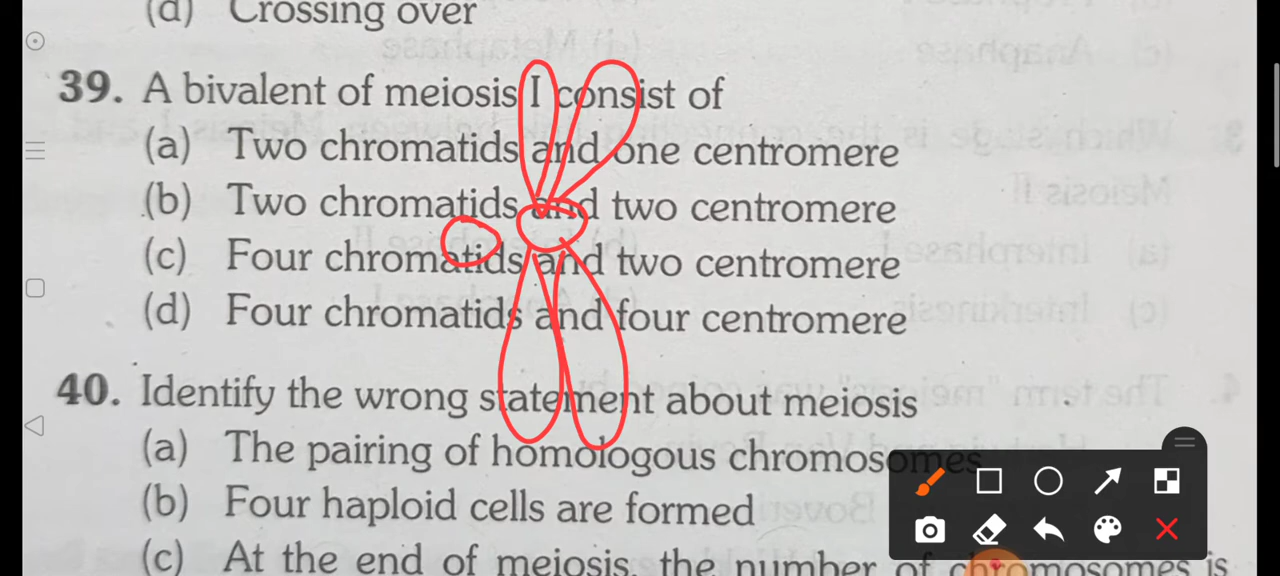 (d) Crossing over
39. A bivalent of meiosis I consist of
(a) Two chromatids and one centromere
(b) Two chromatids and two centromere
(c) Four chromatids and two centromere
(d) Four chromatids and four centromere
40. Identify the wrong statement about meiosis
(a) The pairing of homologous chromosomes
(b) Four haploid cells are formed
(c) At the end of meiosis, the number of chromosomes is